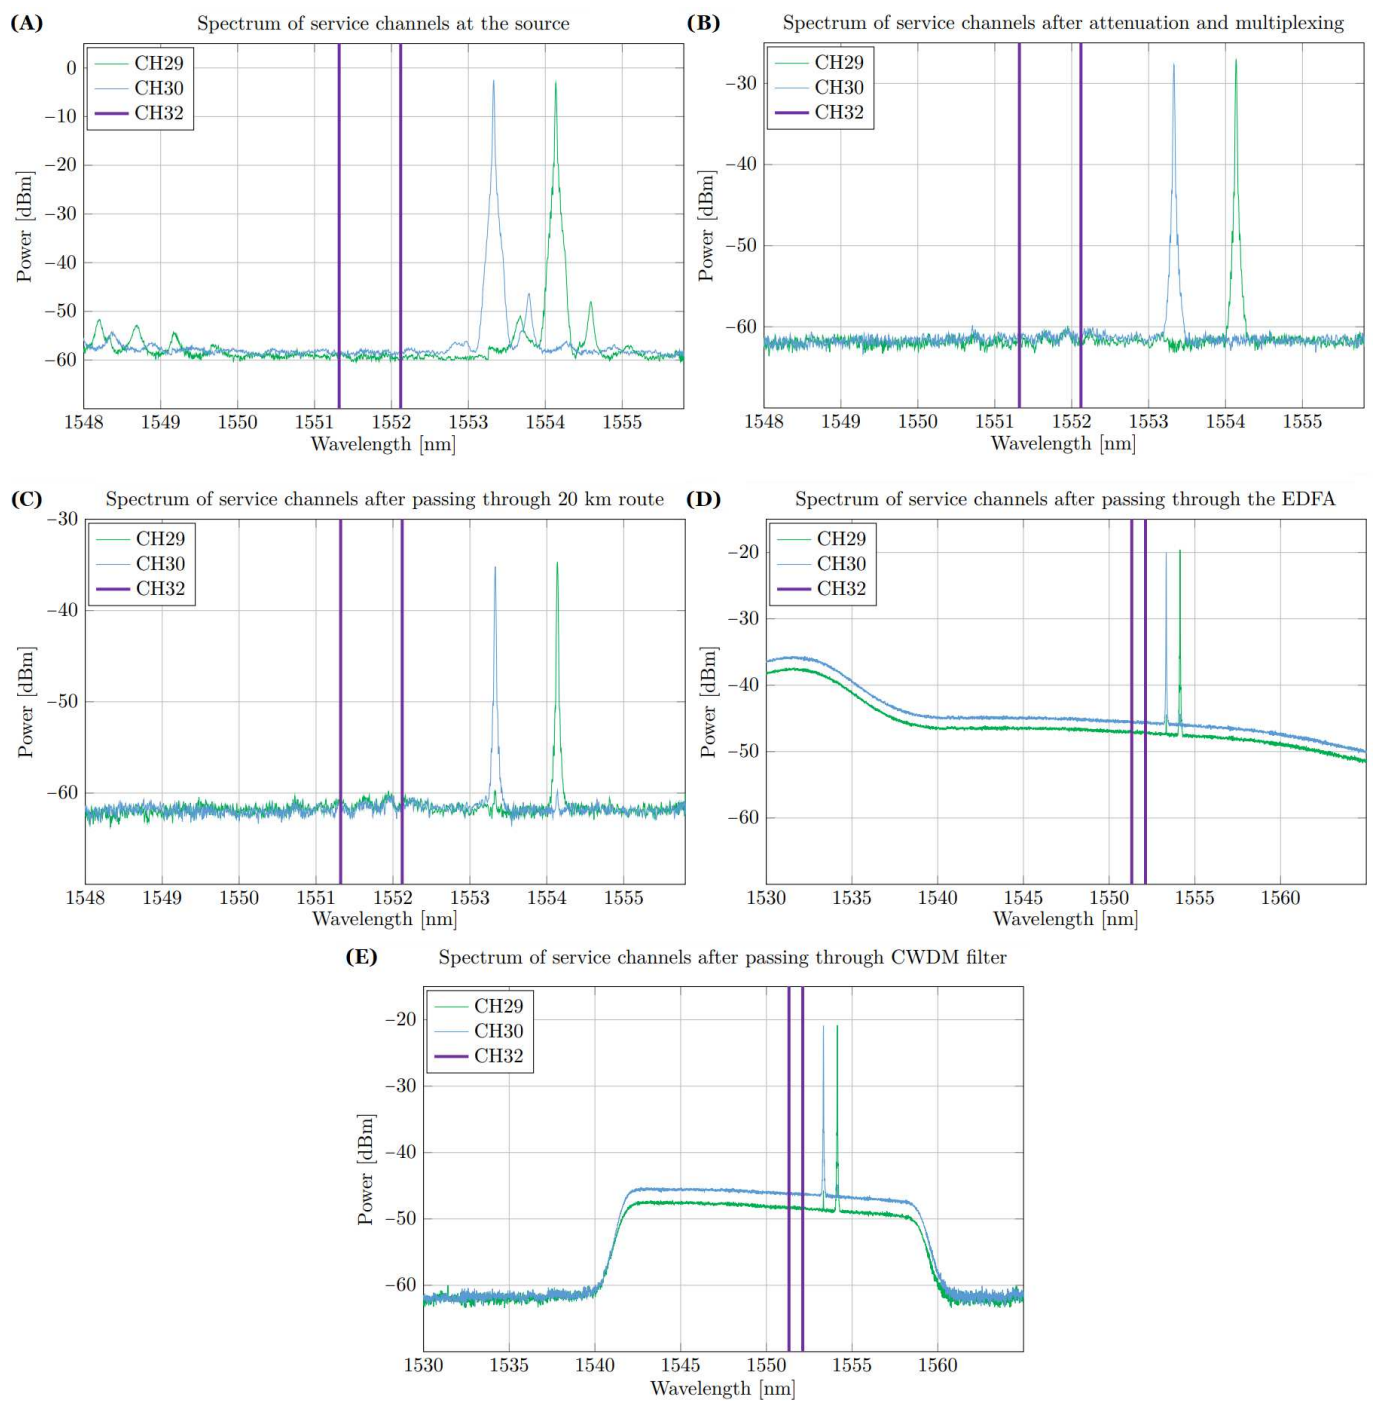 (A) Spectrum of service channels at the source
CH29
CH30
CH32
0
−10
−20
−30
−40
−50
−60
Power [dBm]
1548 1549 1550 1551 1552 1553 1554 1555
Wavelength [nm]
(B) Spectrum of service channels after attenuation and multiplexing
CH29
CH30
CH32
−30
−40
−50
−60
Power [dBm]
1548 1549 1550 1551 1552 1553 1554 1555
Wavelength [nm]
(C) Spectrum of service channels after passing through 20 km route
CH29
CH30
CH32
−30
−40
−50
−60
Power [dBm]
1548 1549 1550 1551 1552 1553 1554 1555
Wavelength [nm]
(D) Spectrum of service channels after passing through the EDFA
CH29
CH30
CH32
−20
−30
−40
−50
−60
Power [dBm]
1530 1535 1540 1545 1550 1555 1560
Wavelength [nm]
(E) Spectrum of service channels after passing through CWDM filter
CH29
CH30
CH32
−20
−30
−40
−50
−60
Power [dBm]
1530 1535 1540 1545 1550 1555 1560
Wavelength [nm]